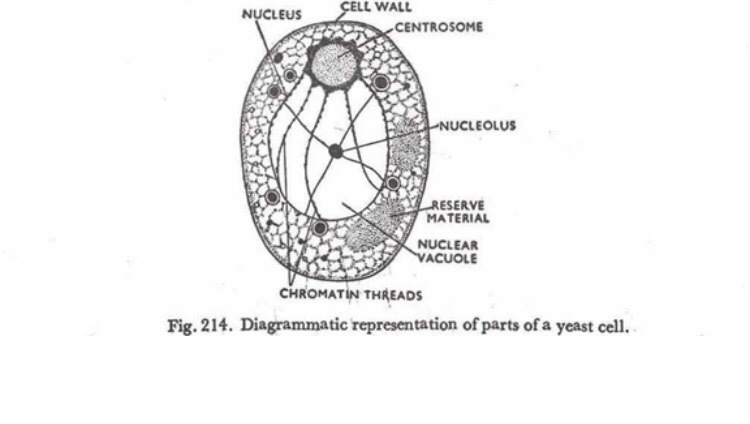 CELL WALL
NUCLEUS
CENTROSOME
NUCLEOLUS
RESERVE
MATERIAL
NUCLEAR
VACUOLE
CHROMATIN THREADS
Fig. 214. Diagrammatic representation of parts of a yeast cell.